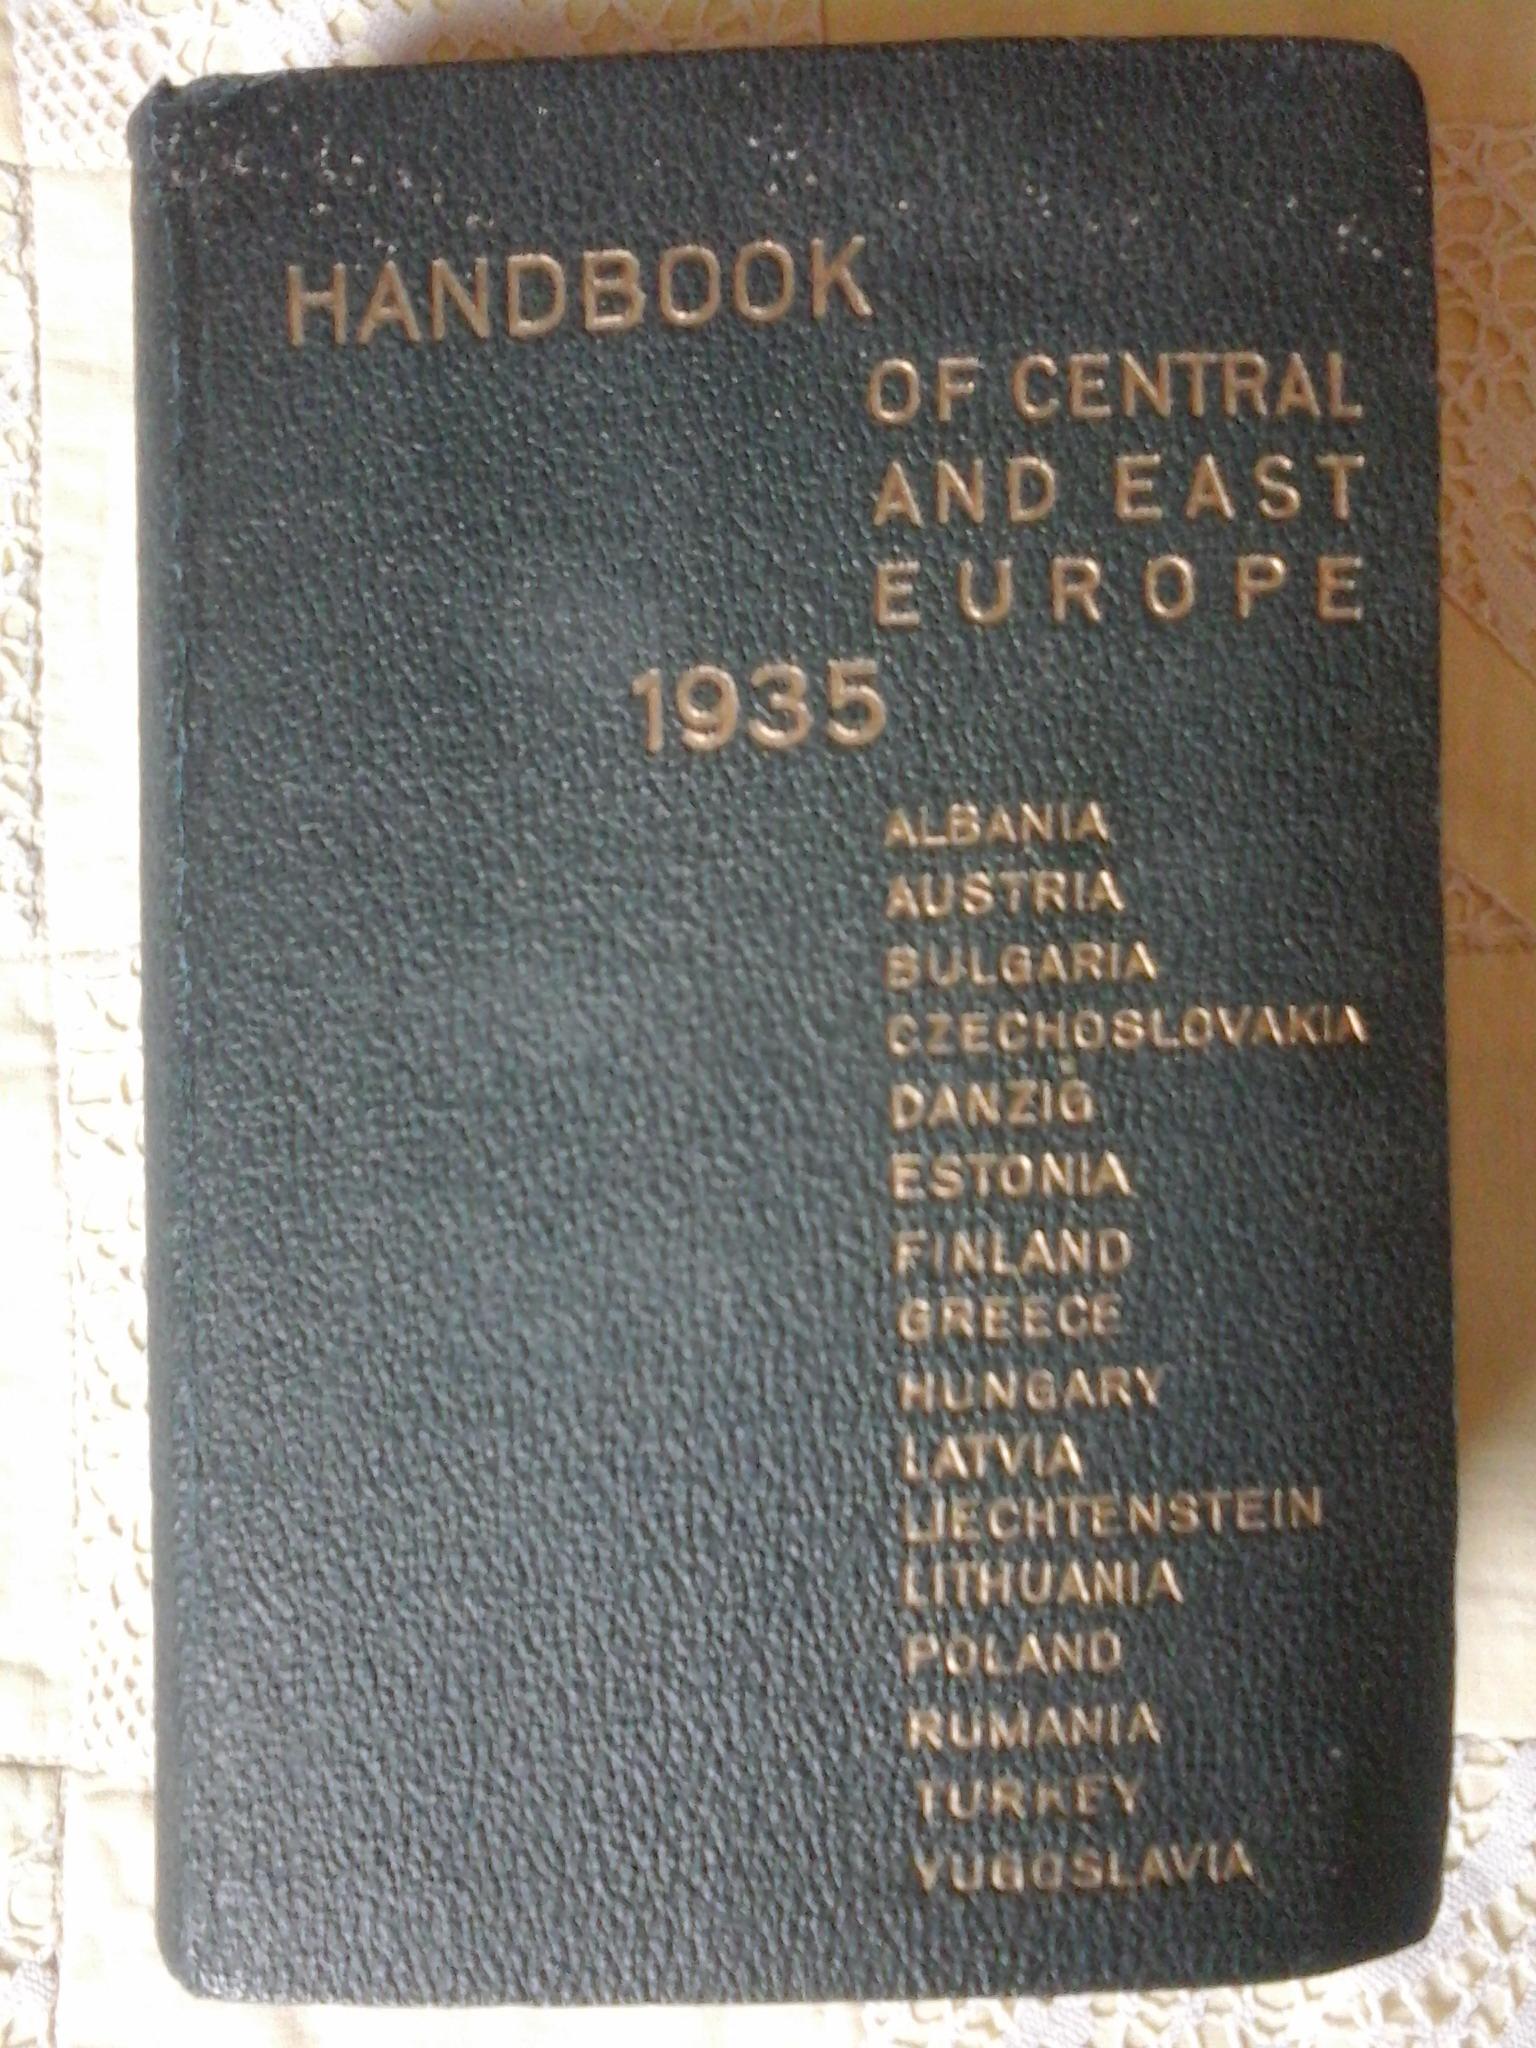 HANDBOOK
OF CENTRAL
AND EAST
EUROPE
1935
ALBANIA
AUSTRIA
BULGARIA
CZECHOSLOVAKIA
DANZIG
ESTONIA
FINLAND
GREECE
HUNGARY
LATVIA
LIECHTENSTEIN
LITHUANIA
POLAND
RUMANIA
TURKEY
YUGOSLAVIA